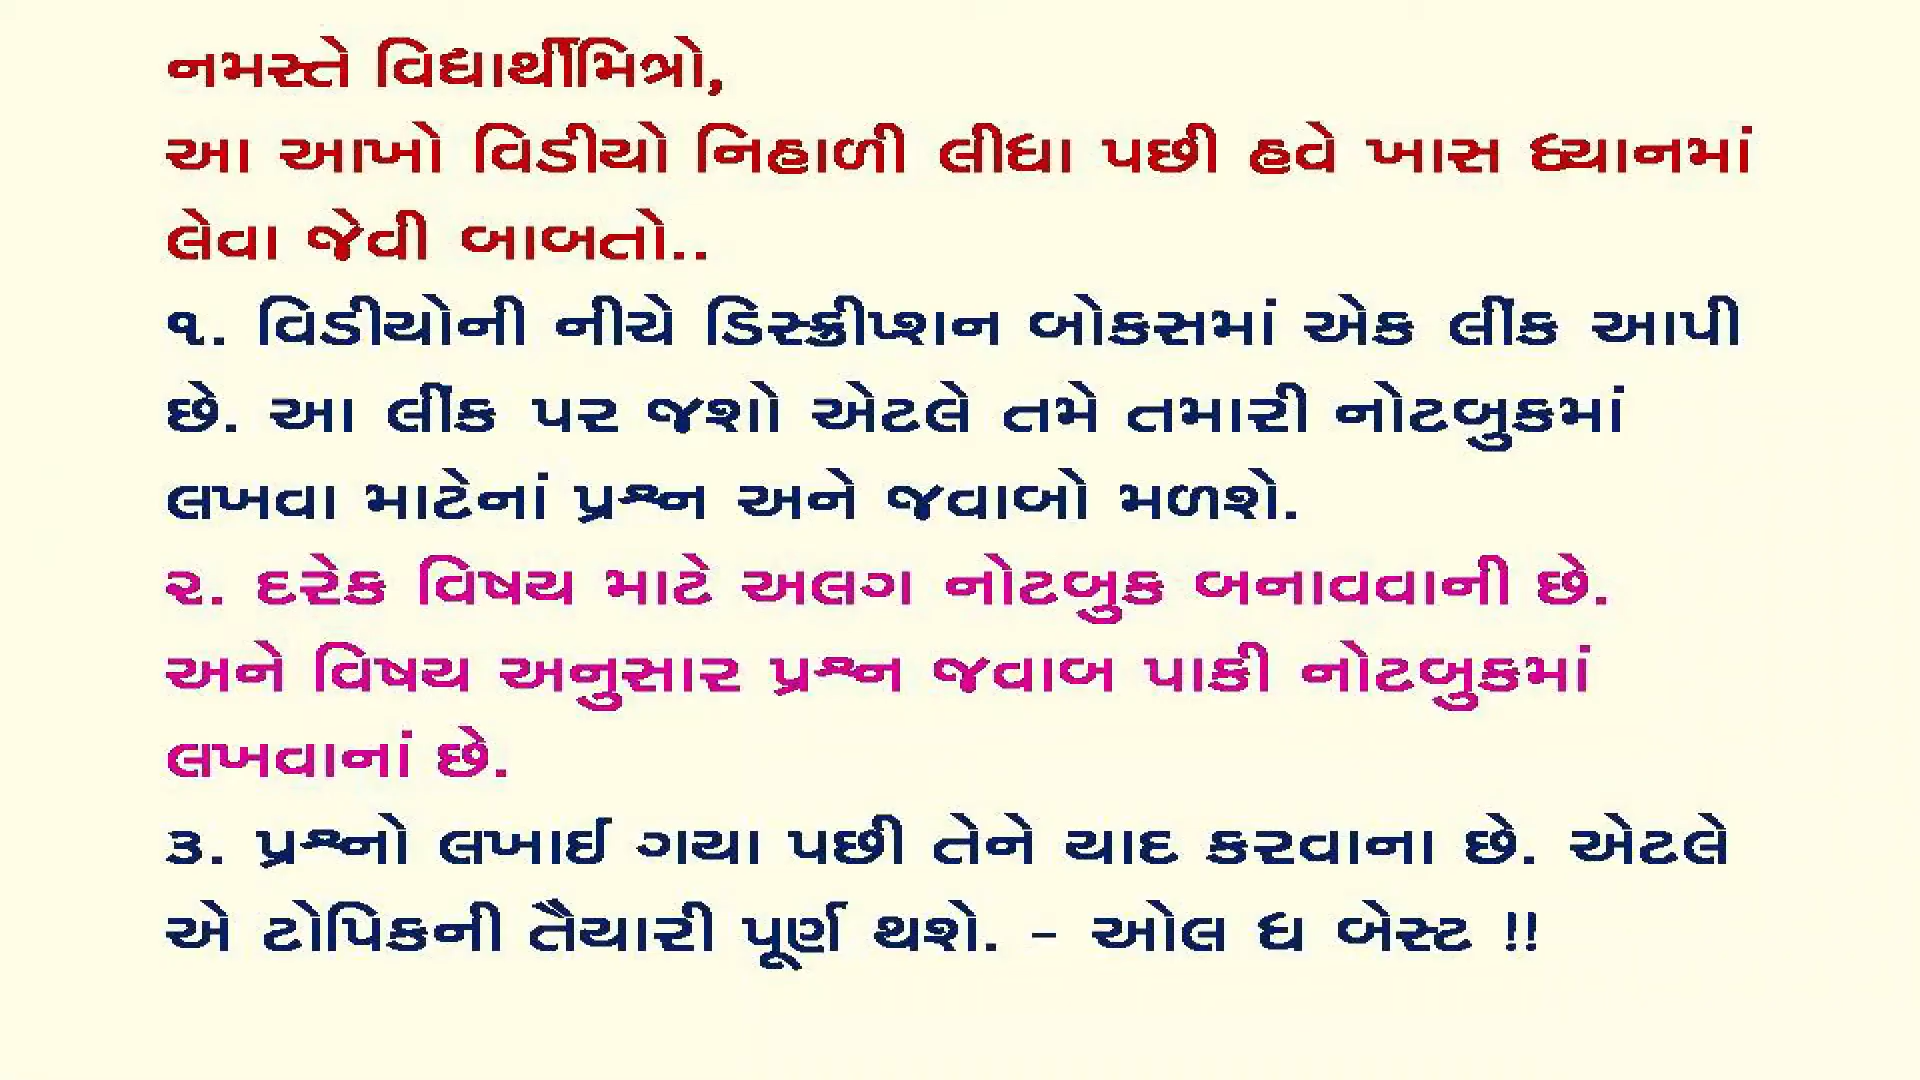 નમસ્તે વિદ્યાર્થીમિત્રો,
આ આખો વિડીયો નિહાળી લીધા પછી હવે ખાસ ધ્યાનમાં
લેવા જેવી બાબતો..
૧. વિડીયોની નીચે ડિસ્ક્રીપ્શન બોકસમાં એક લીંક આપી
છે. આ લીંક પર જશો એટલે તમે તમારી નોટબુકમાં
લખવા માટેનાં પ્રશ્ન અને જવાબો મળશે.
૨. દરેક વિષય માટે અલગ નોટબુક બનાવવાની છે.
અને વિષય અનુસાર પ્રશ્ન જવાબ પાકી નોટબુકમાં
લખવાનાં છે.
૩. પ્રશ્નો લખાઈ ગયા પછી તેને યાદ કરવાના છે. એટલે
એ ટોપિકની તૈયારી પૂર્ણ થશે. - ઓલ ધ બેસ્ટ !!